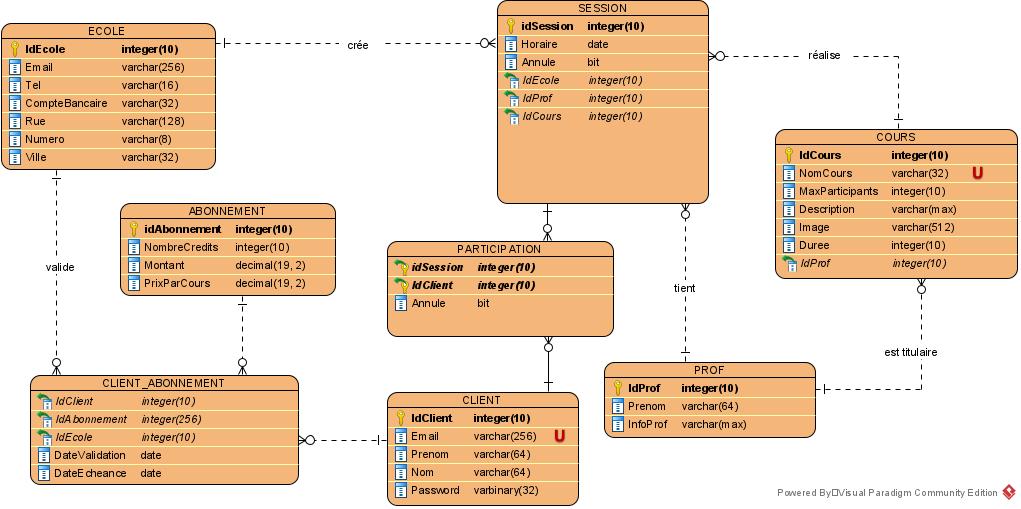 ECOLE
IdEcole integer(10)
Email varchar(256)
Tel varchar(16)
CompteBancaire varchar(32)
Rue varchar(128)
Numero varchar(8)
Ville varchar(32)
crée
SESSION
idSession integer(10)
Horaire date
Annule bit
IdEcole integer(10)
IdProf integer(10)
IdCours integer(10)
réalise
COURS
IdCours integer(10)
NomCours varchar(32) U
MaxParticipants integer(10)
Description varchar(max)
Image varchar(512)
Duree integer(10)
IdProf integer(10)
ABONNEMENT
idAbonnement integer(10)
NombreCredits integer(10)
Montant decimal(19, 2)
PrixParCours decimal(19, 2)
valide
PARTICIPATION
idSession integer(10)
IdClient integer(10)
Annule bit
tient
est titulaire
CLIENT_ABONNEMENT
IdClient integer(10)
IdAbonnement integer(256)
IdEcole integer(10)
DateValidation date
DateEcheance date
CLIENT
IdClient integer(10)
Email varchar(256) U
Prenom varchar(64)
Nom varchar(64)
Password varbinary(32)
PROF
IdProf integer(10)
Prenom varchar(64)
InfoProf varchar(max)
Powered By Visual Paradigm Community Edition